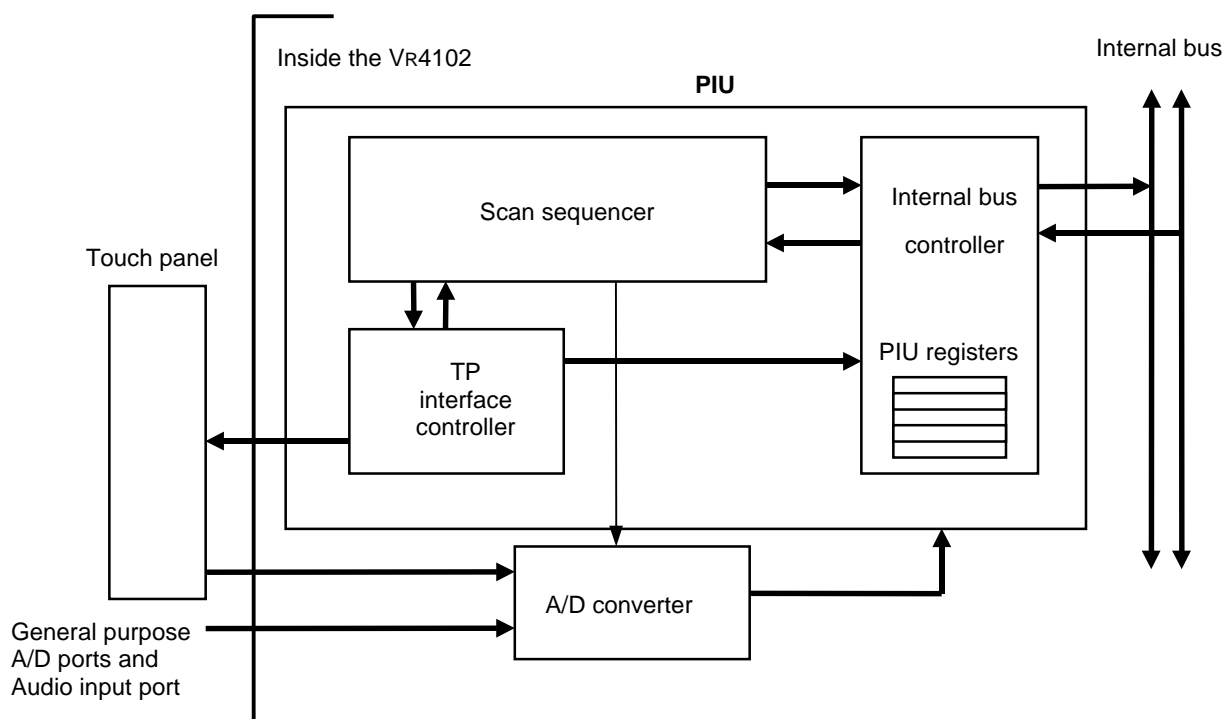 Inside the VR4102
Internal bus
PIU
Scan sequencer
Internal bus
controller
Touch panel
TP
interface
controller
PIU registers
A/D converter
General purpose
A/D ports and
Audio input port